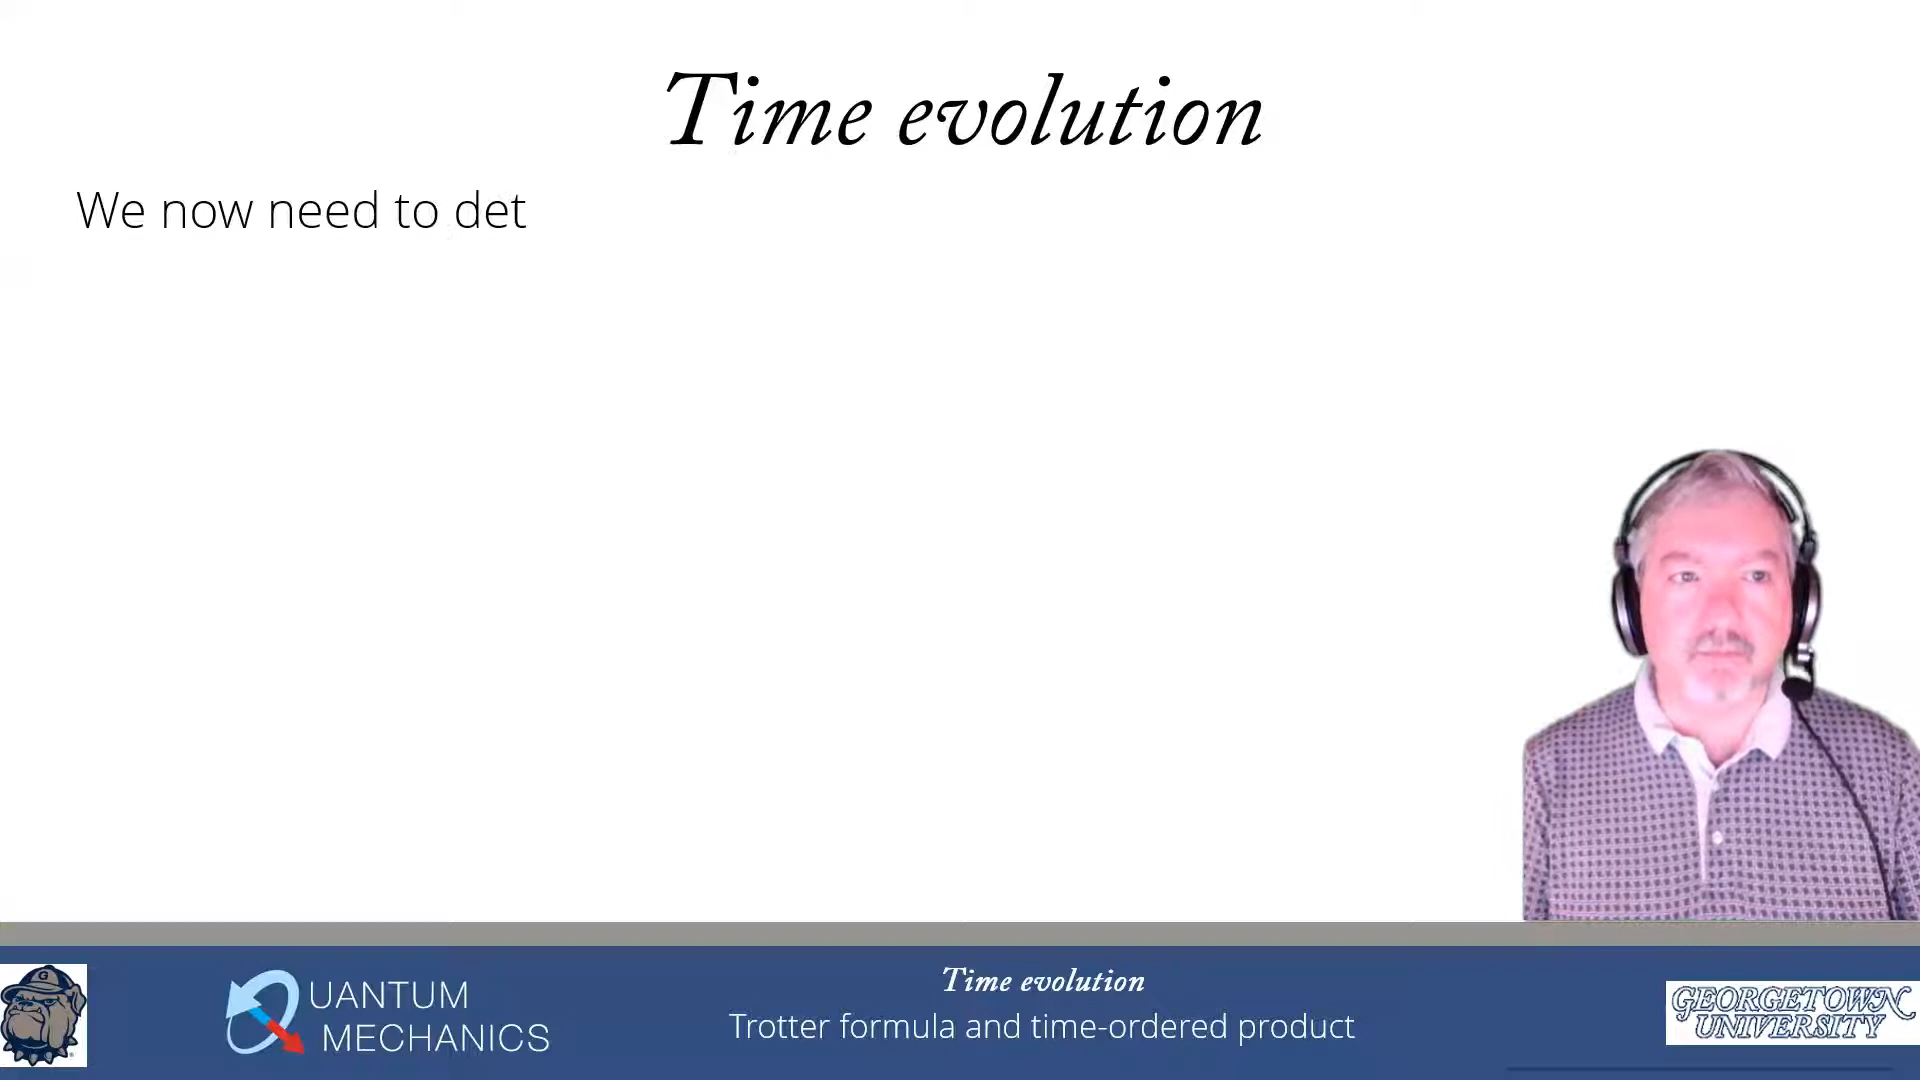 Time evolution
We now need to det
UANTUM
MECHANICS
Time evolution
Trotter formula and time-ordered product
GEORGETOWN
UNIVERSITY
G